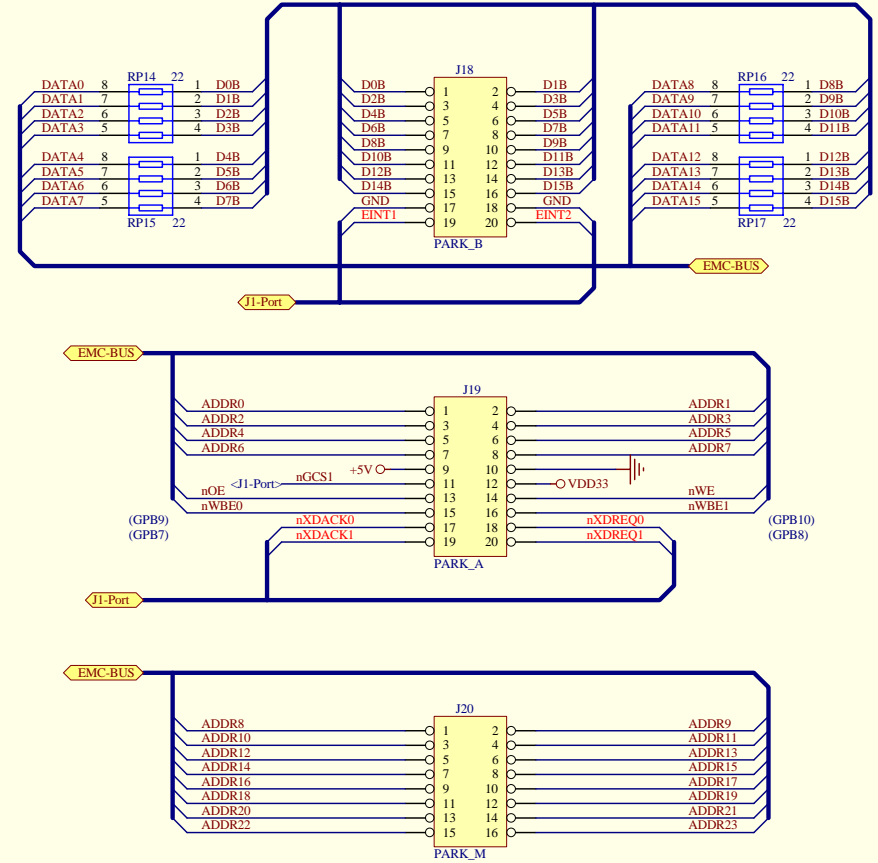 J18
RP14 22
DATA0 8 1 D0B
DATA1 7 2 D1B
DATA2 6 3 D2B
DATA3 5 4 D3B
DATA4 8 1 D4B
DATA5 7 2 D5B
DATA6 6 3 D6B
DATA7 5 4 D7B
RP15 22
D0B 1 2 D1B
D2B 3 4 D3B
D4B 5 6 D5B
D6B 7 8 D7B
D8B 9 10 D9B
D10B 11 12 D11B
D12B 13 14 D13B
D14B 15 16 D15B
GND 17 18 GND
EINT1 19 20 EINT2
PARK_B
RP16 22
DATA8 8 1 D8B
DATA9 7 2 D9B
DATA10 6 3 D10B
DATA11 5 4 D11B
DATA12 8 1 D12B
DATA13 7 2 D13B
DATA14 6 3 D14B
DATA15 5 4 D15B
RP17 22
EMC-BUS
J1-Port
EMC-BUS
J19
ADDR0 1 2 ADDR1
ADDR2 3 4 ADDR3
ADDR4 5 6 ADDR5
ADDR6 7 8 ADDR7
+5V 9 10
<J1-Port> nGCS1 11 12 VDD33
nOE 13 14 nWE
nWBE0 15 16 nWBE1
(GPB9) nXDACK0 17 18 nXDREQ0 (GPB10)
(GPB7) nXDACK1 19 20 nXDREQ1 (GPB8)
PARK_A
J1-Port
EMC-BUS
J20
ADDR8 1 2 ADDR9
ADDR10 3 4 ADDR11
ADDR12 5 6 ADDR13
ADDR14 7 8 ADDR15
ADDR16 9 10 ADDR17
ADDR18 11 12 ADDR19
ADDR20 13 14 ADDR21
ADDR22 15 16 ADDR23
PARK_M